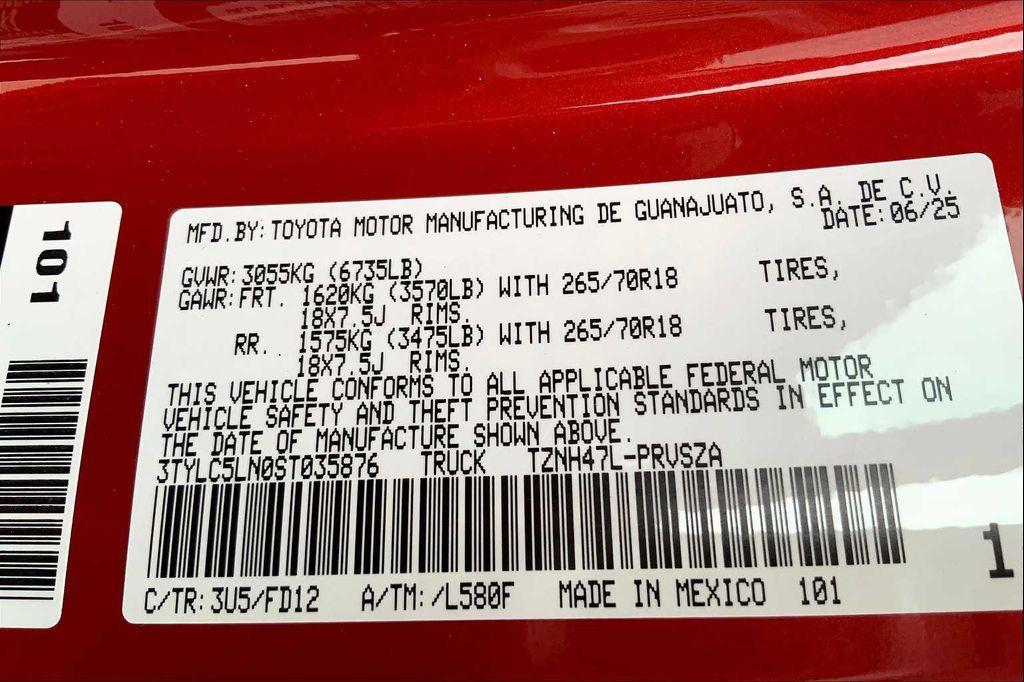 101
MFD.BY:TOYOTA MOTOR MANUFACTURING DE GUANAJUATO, S.A. DE C.V.
DATE:06/25
GVWR:3055KG (6735LB)
GAWR:FRT. 1620KG (3570LB) WITH 265/70R18 TIRES,
18X7.5J RIMS.
RR. 1575KG (3475LB) WITH 265/70R18 TIRES,
18X7.5J RIMS.
THIS VEHICLE CONFORMS TO ALL APPLICABLE FEDERAL MOTOR
VEHICLE SAFETY AND THEFT PREVENTION STANDARDS IN EFFECT ON
THE DATE OF MANUFACTURE SHOWN ABOVE.
3TYLC5LN0ST035876 TRUCK TZNH47L-PRVSZA
C/TR:3U5/FD12 A/TM:/L580F MADE IN MEXICO 101
1